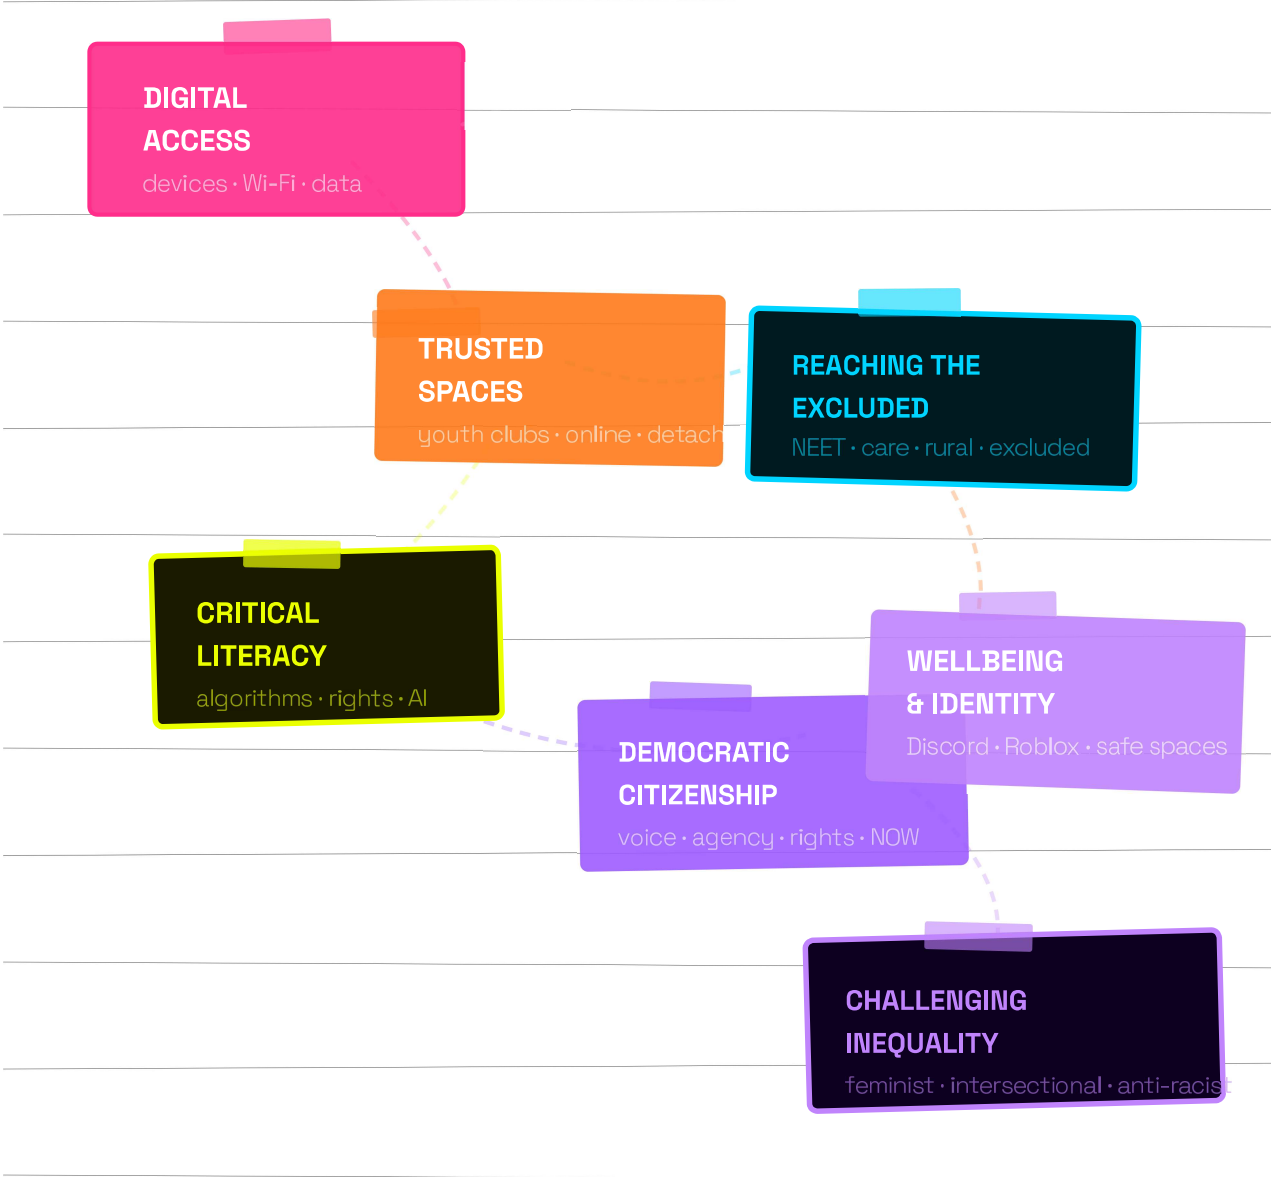 DIGITAL
ACCESS
devices · Wi-Fi · data
TRUSTED
SPACES
youth clubs · online · detach
REACHING THE
EXCLUDED
NEET · care · rural · excluded
CRITICAL
LITERACY
algorithms · rights · AI
WELLBEING
& IDENTITY
Discord · Roblox · safe spaces
DEMOCRATIC
CITIZENSHIP
voice · agency · rights · NOW
CHALLENGING
INEQUALITY
feminist · intersectional · anti-racist